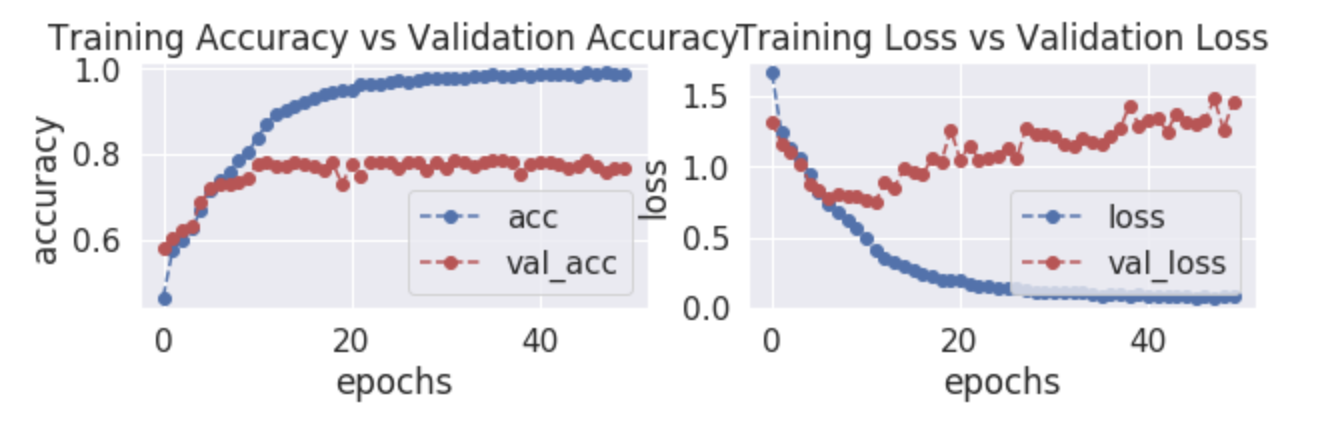 Training Accuracy vs Validation Accuracy
1.0
0.8
0.6
accuracy
acc
val_acc
0 20 40
epochs
Training Loss vs Validation Loss
1.5
1.0
0.5
0.0
loss
loss
val_loss
0 20 40
epochs